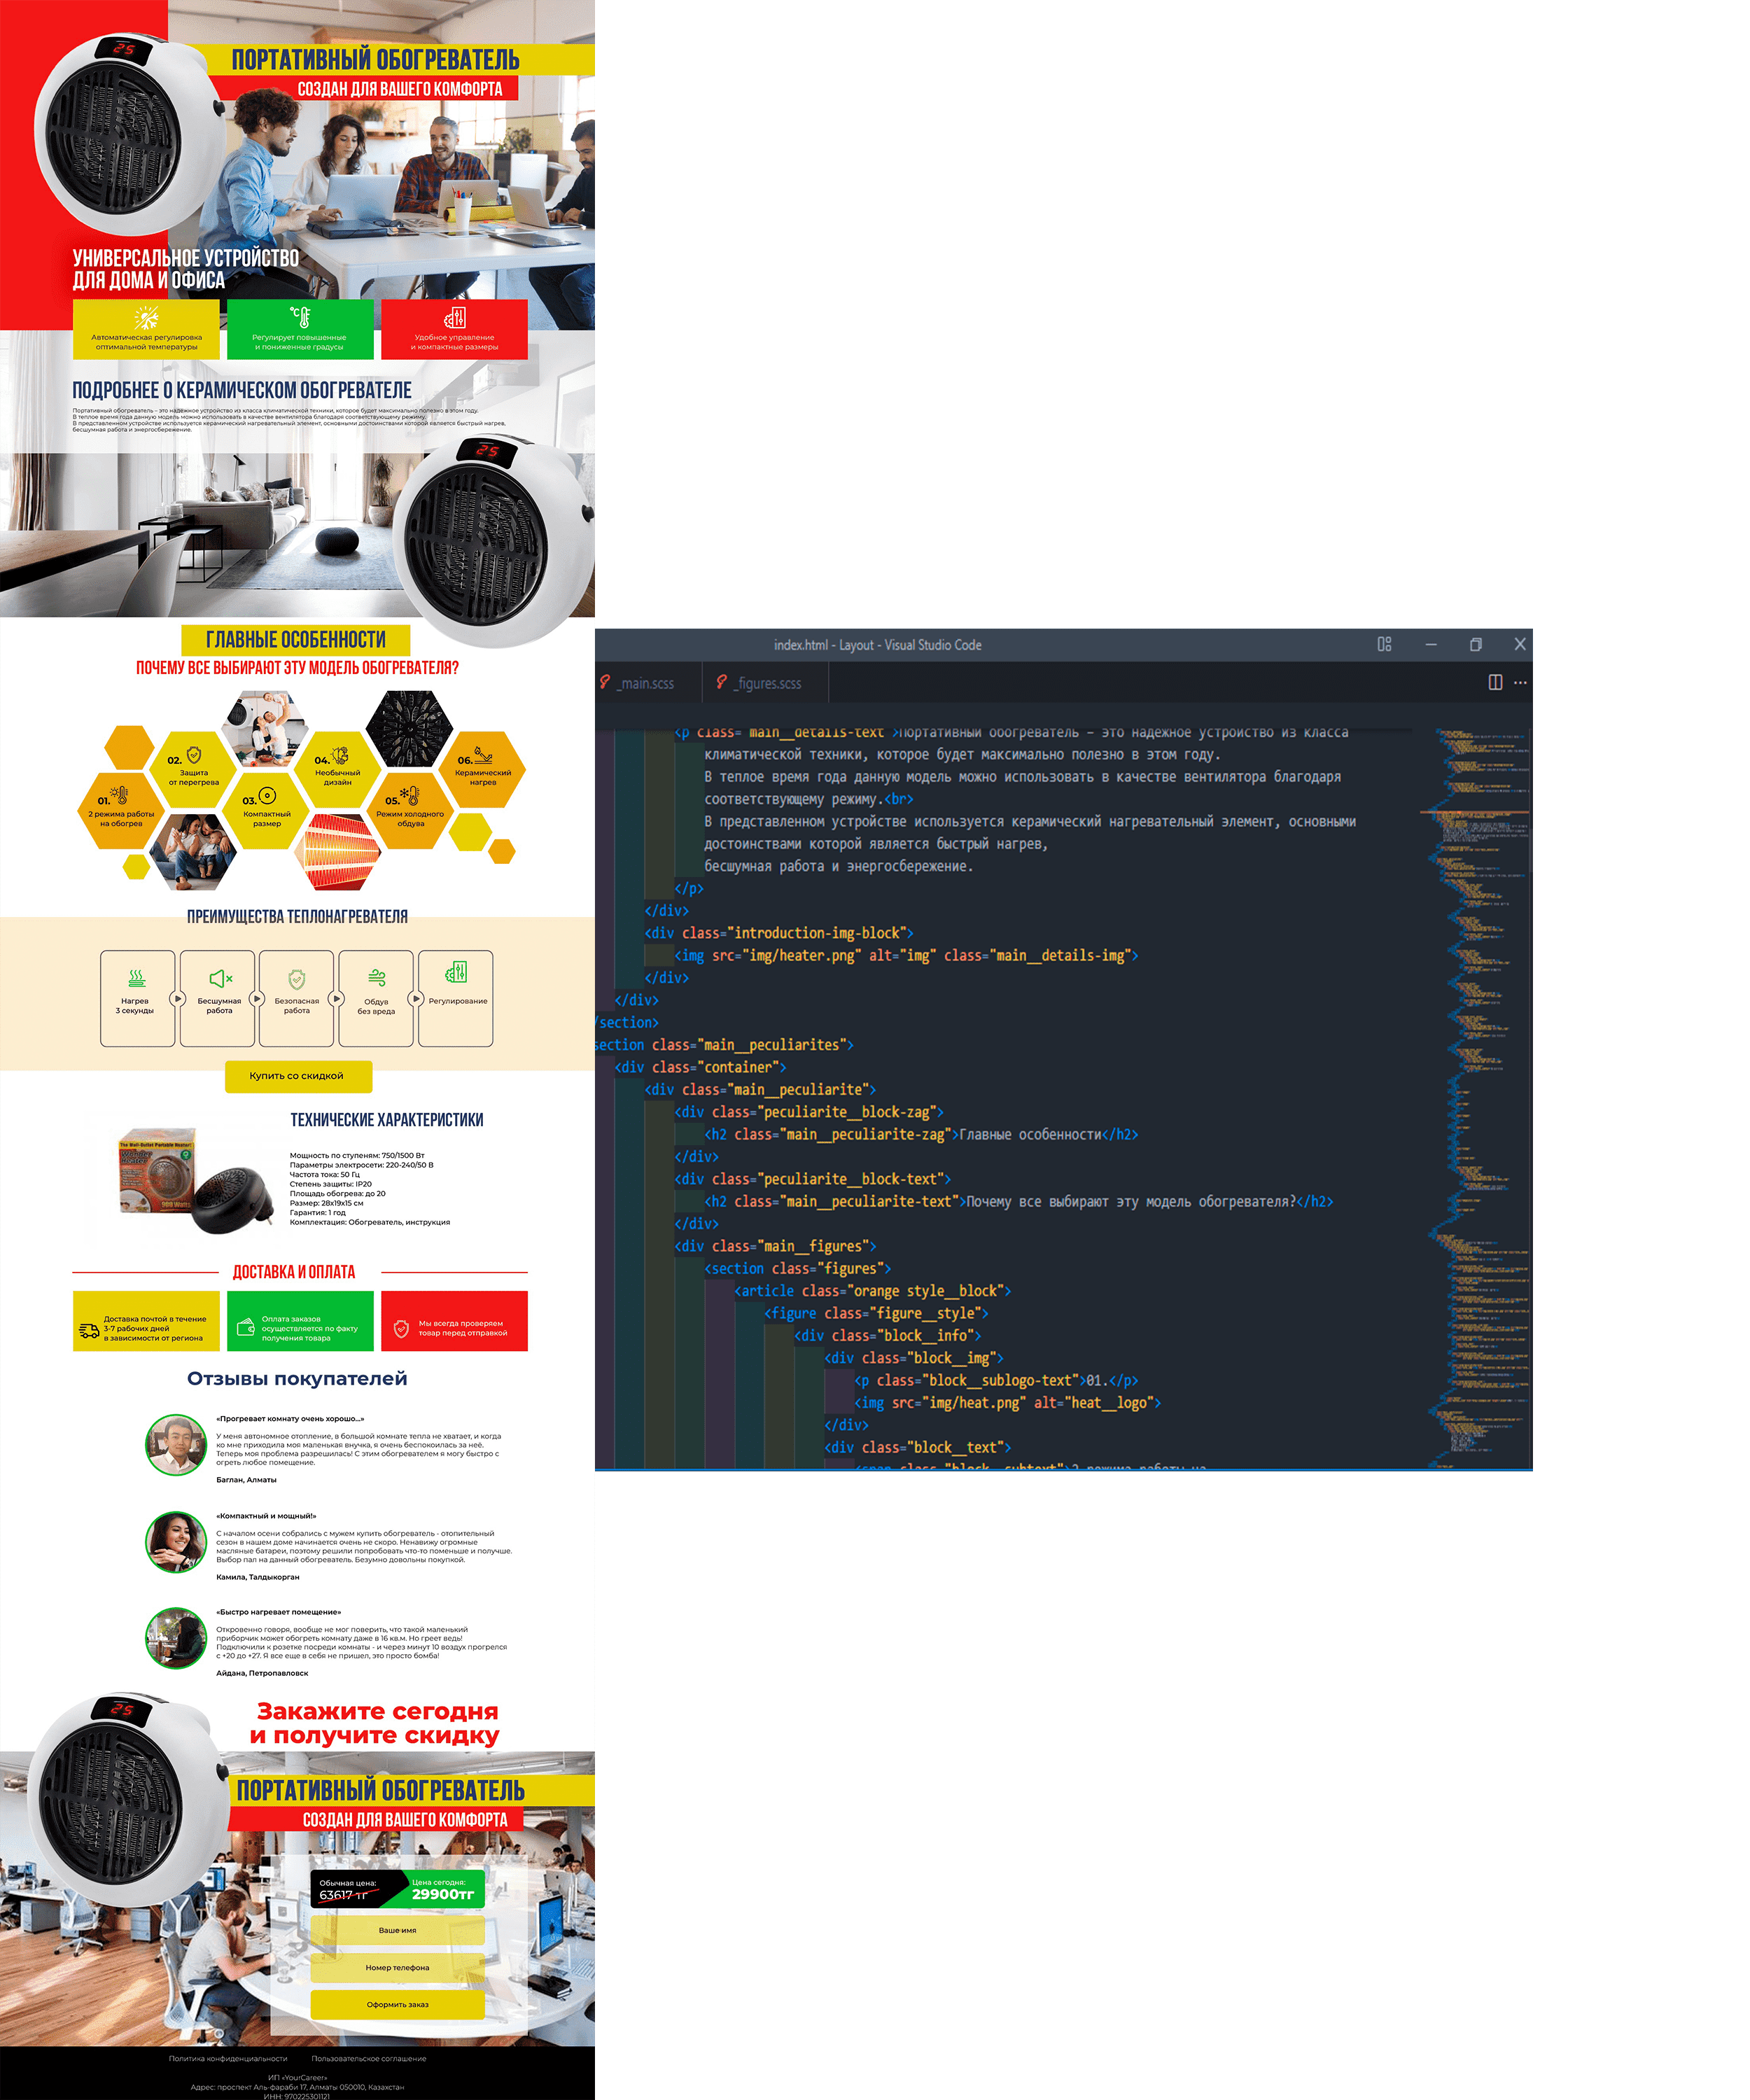 25
ПОРТАТИВНЫЙ ОБОГРЕВАТЕЛЬ
СОЗДАН ДЛЯ ВАШЕГО КОМФОРТА
УНИВЕРСАЛЬНОЕ УСТРОЙСТВО
ДЛЯ ДОМА И ОФИСА
Автоматическая регулировка
оптимальной температуры
°C
Регулирует повышенные
и пониженные градусы
Удобное управление
и компактные размеры
ПОДРОБНЕЕ О КЕРАМИЧЕСКОМ ОБОГРЕВАТЕЛЕ
Портативный обогреватель – это надежное устройство из класса климатической техники, которое будет максимально полезно в этом году.
В теплое время года данную модель можно использовать в качестве вентилятора благодаря соответствующему режиму.
В представленном устройстве используется керамический нагревательный элемент, основными достоинствами которой является быстрый нагрев,
бесшумная работа и энергосбережение.
25
ГЛАВНЫЕ ОСОБЕННОСТИ
ПОЧЕМУ ВСЕ ВЫБИРАЮТ ЭТУ МОДЕЛЬ ОБОГРЕВАТЕЛЯ?
01.
2 режима работы
на обогрев
02.
Защита
от перегрева
03.
Компактный
размер
04.
Необычный
дизайн
05.
Режим холодного
обдува
06.
Керамический
нагрев
ПРЕИМУЩЕСТВА ТЕПЛОНАГРЕВАТЕЛЯ
Нагрев
3 секунды
Бесшумная
работа
Безопасная
работа
Обдув
без вреда
Регулирование
Купить со скидкой
ТЕХНИЧЕСКИЕ ХАРАКТЕРИСТИКИ
The Wall-Outlet Portable Heater!
Wonder
Heater
900 Watts
Мощность по ступеням: 750/1500 Вт
Параметры электросети: 220-240/50 В
Частота тока: 50 Гц
Степень защиты: IP20
Площадь обогрева: до 20
Размер: 28x19x15 см
Гарантия: 1 год
Комплектация: Обогреватель, инструкция
ДОСТАВКА И ОПЛАТА
Доставка почтой в течение
3-7 рабочих дней
в зависимости от региона
Оплата заказов
осуществляется по факту
получения товара
Мы всегда проверяем
товар перед отправкой
Отзывы покупателей
«Прогревает комнату очень хорошо...»
У меня автономное отопление, в большой комнате тепла не хватает, и когда
ко мне приходила моя маленькая внучка, я очень беспокоилась за неё.
Теперь моя проблема разрешилась! С этим обогревателем я могу быстро с
огреть любое помещение.
Баглан, Алматы
«Компактный и мощный!»
С началом осени собрались с мужем купить обогреватель - отопительный
сезон в нашем доме начинается очень не скоро. Ненавижу огромные
масляные батареи, поэтому решили попробовать что-то поменьше и получше.
Выбор пал на данный обогреватель. Безумно довольны покупкой.
Камила, Талдыкорган
«Быстро нагревает помещение»
Откровенно говоря, вообще не мог поверить, что такой маленький
приборчик может обогреть комнату даже в 16 кв.м. Но греет ведь!
Подключили к розетке посреди комнаты - и через минут 10 воздух прогрелся
с +20 до +27. Я все еще в себя не пришел, это просто бомба!
Айдана, Петропавловск
25
Закажите сегодня
и получите скидку
ПОРТАТИВНЫЙ ОБОГРЕВАТЕЛЬ
СОЗДАН ДЛЯ ВАШЕГО КОМФОРТА
Обычная цена:
63617 тг
Цена сегодня:
29900тг
Ваше имя
Номер телефона
Оформить заказ
Политика конфиденциальности Пользовательское соглашение
ИП «YourCareer»
Адрес: проспект Аль-фараби 17, Алматы 050010, Казахстан
ИНН: 970225301121
index.html - Layout - Visual Studio Code
_main.scss _figures.scss
<p class="main__details-text">Портативный обогреватель – это надежное устройство из класса
климатической техники, которое будет максимально полезно в этом году.
В теплое время года данную модель можно использовать в качестве вентилятора благодаря
соответствующему режиму.<br>
В представленном устройстве используется керамический нагревательный элемент, основными
достоинствами которой является быстрый нагрев,
бесшумная работа и энергосбережение.
</p>
</div>
<div class="introduction-img-block">
<img src="img/heater.png" alt="img" class="main__details-img">
</div>
</div>
/section>
section class="main__peculiarites">
<div class="container">
<div class="main__peculiarite">
<div class="peculiarite__block-zag">
<h2 class="main__peculiarite-zag">Главные особенности</h2>
</div>
<div class="peculiarite__block-text">
<h2 class="main__peculiarite-text">Почему все выбирают эту модель обогревателя?</h2>
</div>
<div class="main__figures">
<section class="figures">
<article class="orange style__block">
<figure class="figure__style">
<div class="block__info">
<div class="block__img">
<p class="block__sublogo-text">01.</p>
<img src="img/heat.png" alt="heat__logo">
</div>
<div class="block__text">
<span class="block__subtext">2 режима работы на